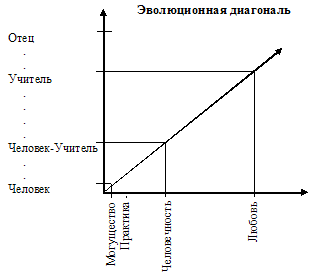 Эволюционная диагональ
Отец
.
.
Учитель
.
.
.
.
Человек-Учитель
.
.
Человек
Могущество
Практика .
Человечность
Любовь